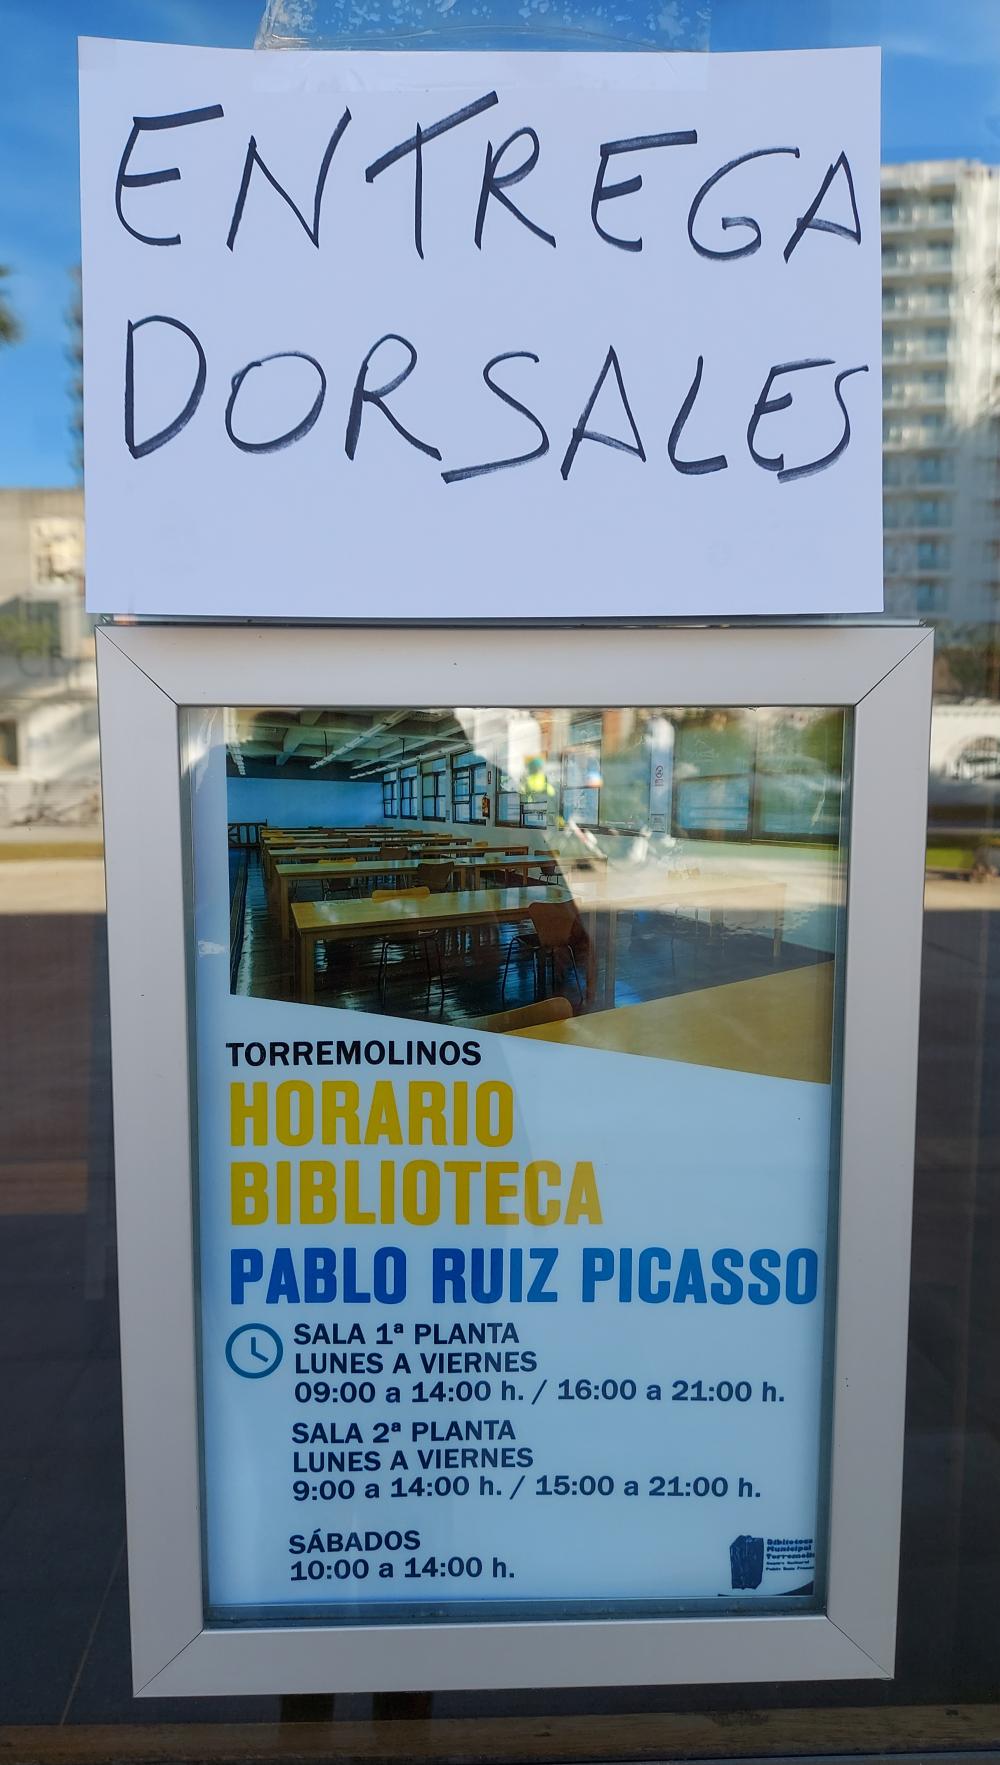 ENTREGA
DORSALES
TORREMOLINOS
HORARIO
BIBLIOTECA
PABLO RUIZ PICASSO
SALA 1ª PLANTA
LUNES A VIERNES
09:00 a 14:00 h. / 16:00 a 21:00 h.
SALA 2ª PLANTA
LUNES A VIERNES
9:00 a 14:00 h. / 15:00 a 21:00 h.
SÁBADOS
10:00 a 14:00 h.
Biblioteca
Municipal